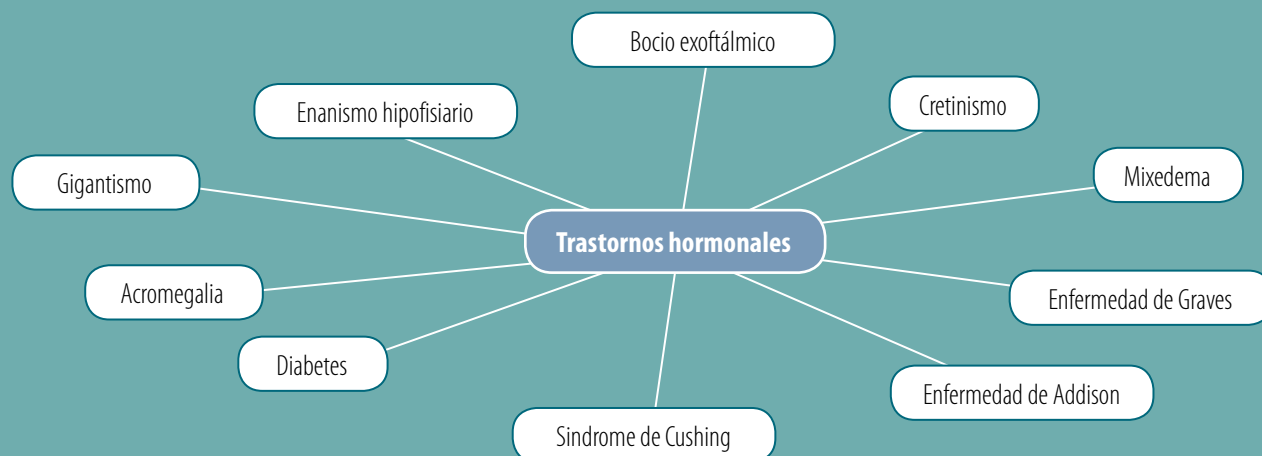 Bocio exoftálmico
Enanismo hipofisiario
Cretinismo
Gigantismo
Mixedema
Trastornos hormonales
Acromegalia
Enfermedad de Graves
Diabetes
Enfermedad de Addison
Sindrome de Cushing